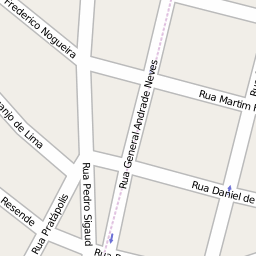 Frederico Nogueira
Rua Martim
Rua General Andrade Neves
de Lima
Rua Pedro Sigaud
Rua Daniel de
Resende
Rua Pratápolis
Rua